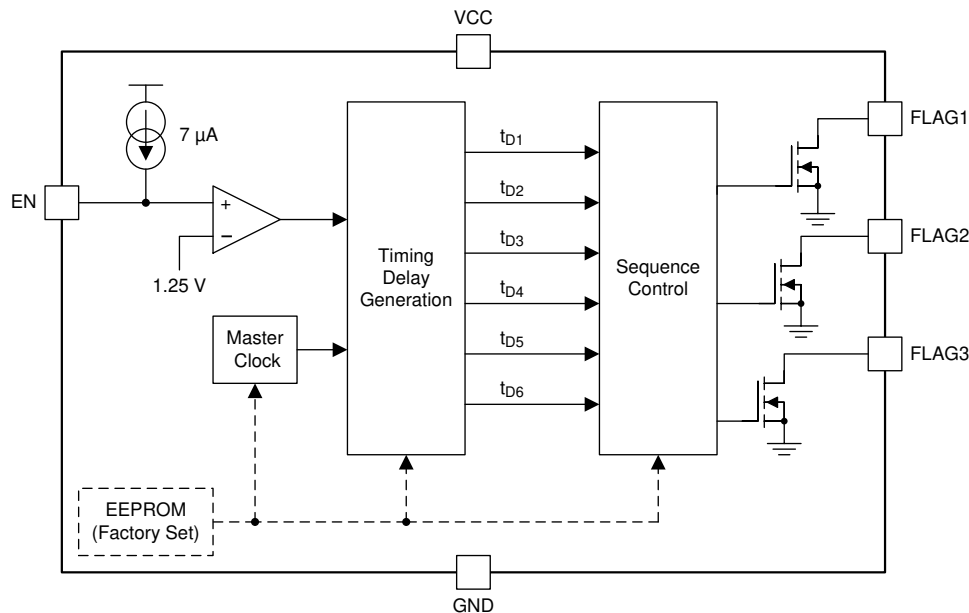 VCC
7 µA
FLAG1
EN
+
−
1.25 V
tD1
tD2
tD3
tD4
tD5
tD6
Timing
Delay
Generation
Sequence
Control
FLAG2
Master
Clock
FLAG3
EEPROM
(Factory Set)
GND